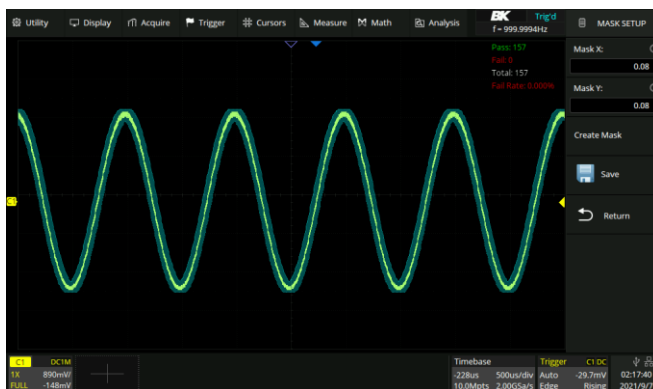 Utility Display Acquire Trigger Cursors Measure Math Analysis
BK Trig'd
f = 999.9994Hz
MASK SETUP
Pass: 157
Fail: 0
Total: 157
Fail Rate: 0.000%
Mask X:
0.08
Mask Y:
0.08
Create Mask
Save
Return
C1
C1 DC1M
1X 890mV/
FULL -148mV
Timebase
-228us 500us/div
10.0Mpts 2.00GSa/s
Trigger C1 DC
Auto -29.7mV
Edge Rising
02:17:40